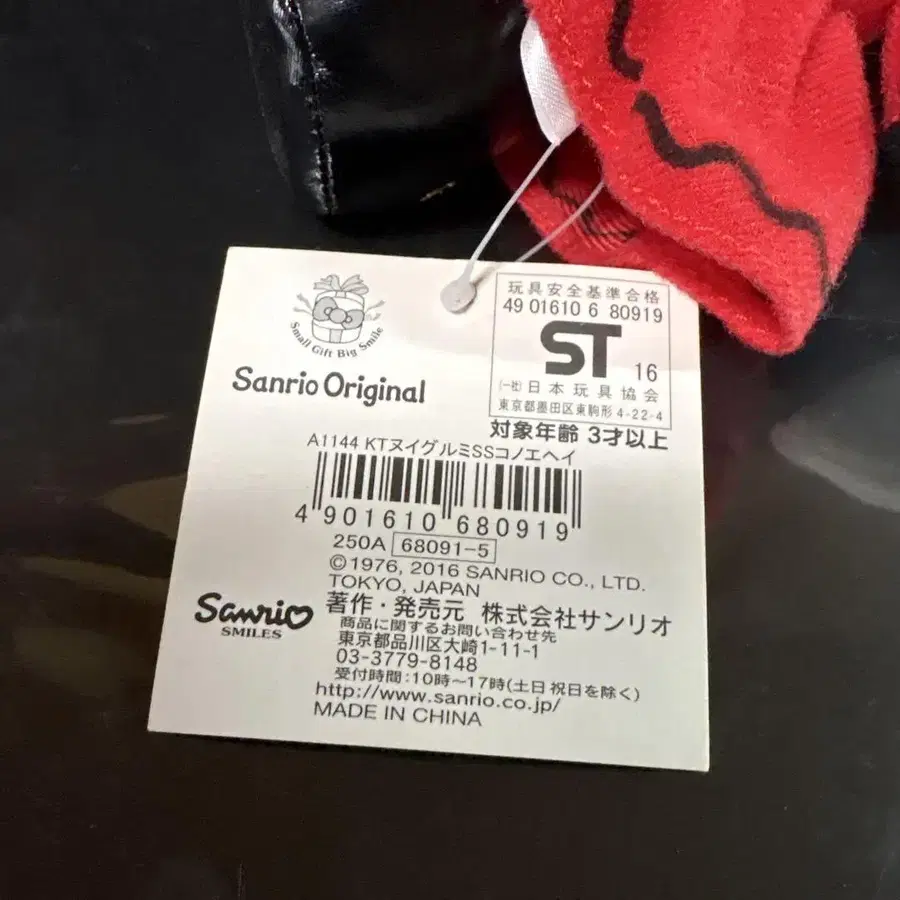 Small Gift Big Smile
Sanrio Original
玩具安全基準合格
49 01610 6 80919
ST 16
(一社)日本玩具協会
東京都墨田区東駒形 4-22-4
対象年齢 3才以上
A1144 KTヌイグルミSSコノエヘイ
4 901610 680919
250A 68091-5
©1976, 2016 SANRIO CO., LTD.
TOKYO, JAPAN
Sanrio
SMILES
著作・発売元 株式会社サンリオ
商品に関するお問い合わせ先
東京都品川区大崎1-11-1
03-3779-8148
受付時間:10時~17時(土日祝日を除く)
http://www.sanrio.co.jp/
MADE IN CHINA